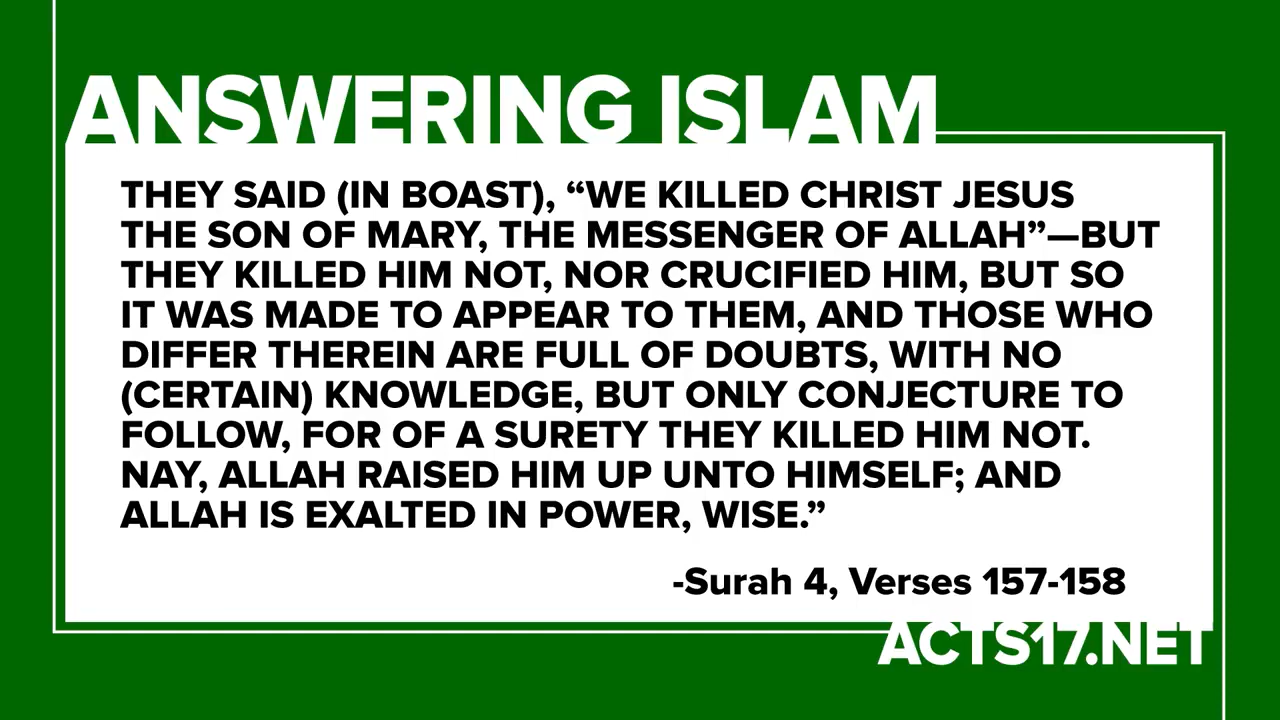 ANSWERING ISLAM
THEY SAID (IN BOAST), “WE KILLED CHRIST JESUS
THE SON OF MARY, THE MESSENGER OF ALLAH”—BUT
THEY KILLED HIM NOT, NOR CRUCIFIED HIM, BUT SO
IT WAS MADE TO APPEAR TO THEM, AND THOSE WHO
DIFFER THEREIN ARE FULL OF DOUBTS, WITH NO
(CERTAIN) KNOWLEDGE, BUT ONLY CONJECTURE TO
FOLLOW, FOR OF A SURETY THEY KILLED HIM NOT.
NAY, ALLAH RAISED HIM UP UNTO HIMSELF; AND
ALLAH IS EXALTED IN POWER, WISE.”
-Surah 4, Verses 157-158
ACTS17.NET